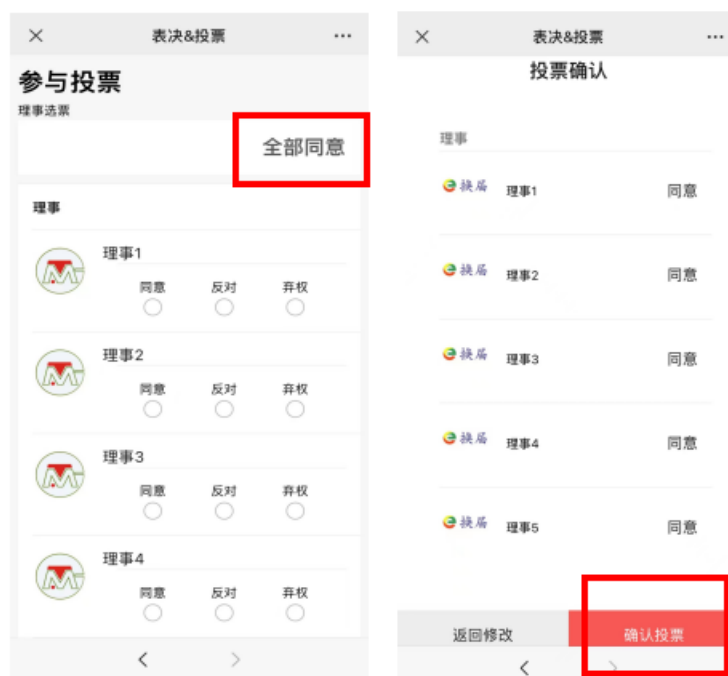 表决&投票
参与投票
理事选票
全部同意
理事
理事1
同意 反对 弃权
理事2
同意 反对 弃权
理事3
同意 反对 弃权
理事4
同意 反对 弃权
表决&投票
投票确认
理事
e换届 理事1 同意
e换届 理事2 同意
e换届 理事3 同意
e换届 理事4 同意
e换届 理事5 同意
返回修改 确认投票